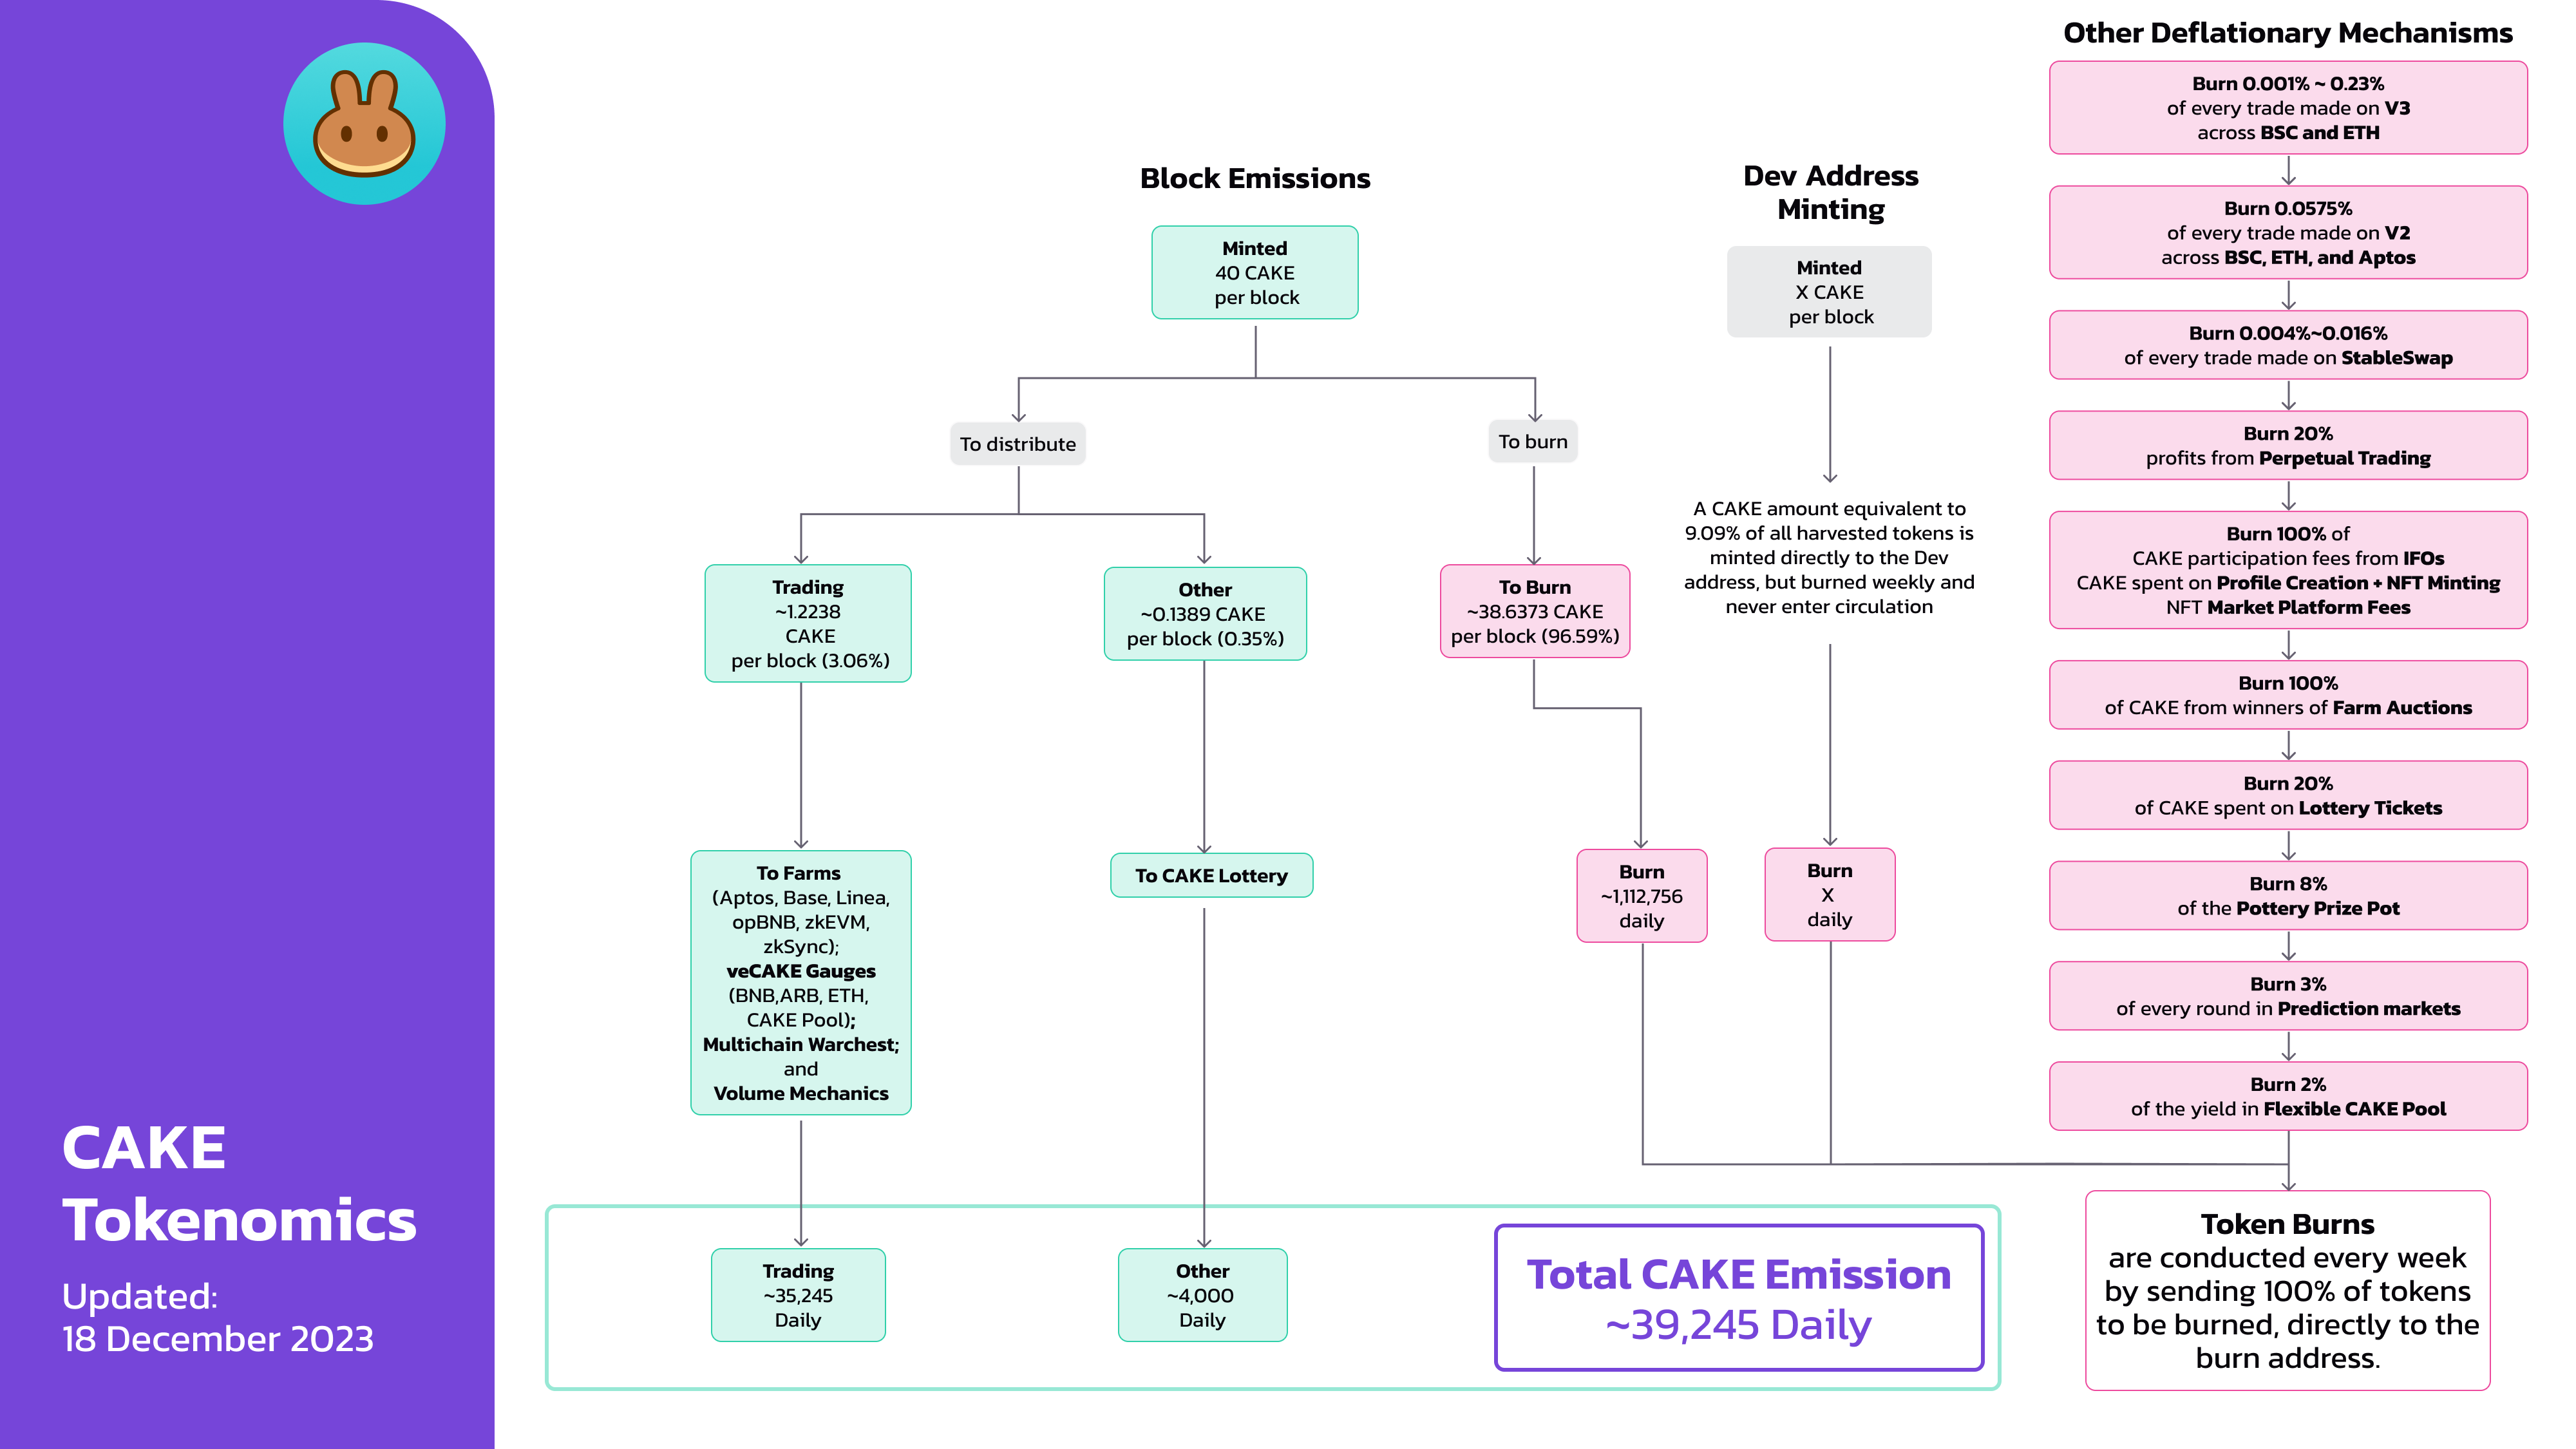 CAKE
Tokenomics
Updated:
18 December 2023
Block Emissions
Minted
40 CAKE
per block
To distribute
To burn
Trading
~1.2238
CAKE
per block (3.06%)
Other
~0.1389 CAKE
per block (0.35%)
To Burn
~38.6373 CAKE
per block (96.59%)
To Farms
(Aptos, Base, Linea,
opBNB, zkEVM,
zkSync);
veCAKE Gauges
(BNB,ARB, ETH,
CAKE Pool);
Multichain Warchest;
and
Volume Mechanics
To CAKE Lottery
Burn
~1,112,756
daily
Trading
~35,245
Daily
Other
~4,000
Daily
Total CAKE Emission
~39,245 Daily
Dev Address
Minting
Minted
X CAKE
per block
A CAKE amount equivalent to
9.09% of all harvested tokens is
minted directly to the Dev
address, but burned weekly and
never enter circulation
Burn
X
daily
Other Deflationary Mechanisms
Burn 0.001% ~ 0.23%
of every trade made on V3
across BSC and ETH
Burn 0.0575%
of every trade made on V2
across BSC, ETH, and Aptos
Burn 0.004%~0.016%
of every trade made on StableSwap
Burn 20%
profits from Perpetual Trading
Burn 100% of
CAKE participation fees from IFOs
CAKE spent on Profile Creation + NFT Minting
NFT Market Platform Fees
Burn 100%
of CAKE from winners of Farm Auctions
Burn 20%
of CAKE spent on Lottery Tickets
Burn 8%
of the Pottery Prize Pot
Burn 3%
of every round in Prediction markets
Burn 2%
of the yield in Flexible CAKE Pool
Token Burns
are conducted every week
by sending 100% of tokens
to be burned, directly to the
burn address.